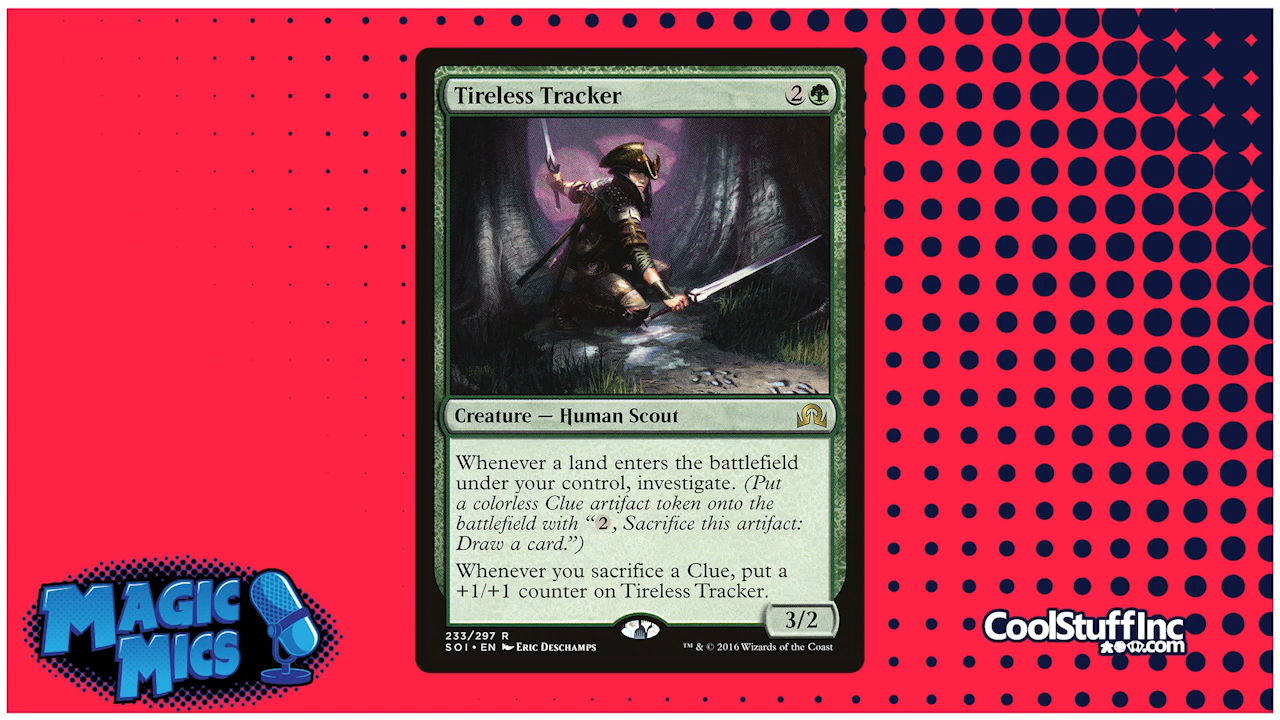 Tireless Tracker 2
Creature — Human Scout
Whenever a land enters the battlefield
under your control, investigate. (Put
a colorless Clue artifact token onto the
battlefield with “2, Sacrifice this artifact:
Draw a card.”)
Whenever you sacrifice a Clue, put a
+1/+1 counter on Tireless Tracker.
3/2
233/297 R
SOI • EN Eric Deschamps
™ & © 2016 Wizards of the Coast
MAGIC
MICS
CoolStuffInc
.com